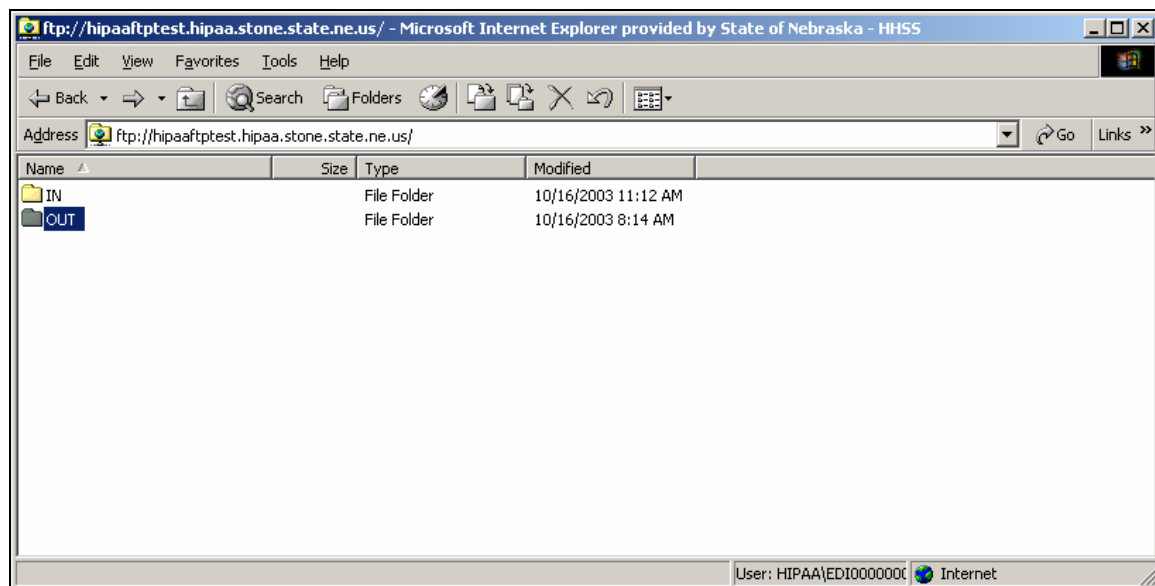 ftp://hipaaftptest.hipaa.stone.state.ne.us/ - Microsoft Internet Explorer provided by State of Nebraska - HHSS
File Edit View Favorites Tools Help
Back Search Folders
Address ftp://hipaaftptest.hipaa.stone.state.ne.us/ Go Links »
Name Size Type Modified
IN File Folder 10/16/2003 11:12 AM
OUT File Folder 10/16/2003 8:14 AM
User: HIPAA\EDI0000000 Internet